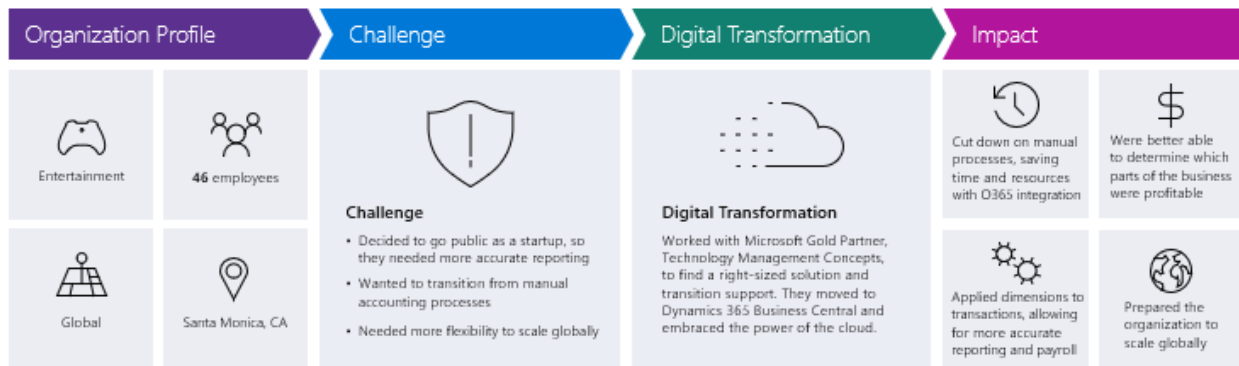 Organization Profile
Challenge
Digital Transformation
Impact
Entertainment
46 employees
Global
Santa Monica, CA
Challenge
• Decided to go public as a startup, so
they needed more accurate reporting
• Wanted to transition from manual
accounting processes
• Needed more flexibility to scale globally
Digital Transformation
Worked with Microsoft Gold Partner,
Technology Management Concepts,
to find a right-sized solution and
transition support. They moved to
Dynamics 365 Business Central and
embraced the power of the cloud.
Cut down on manual
processes, saving
time and resources
with O365 integration
Were better able
to determine which
parts of the business
were profitable
Applied dimensions to
transactions, allowing
for more accurate
reporting and payroll
Prepared the
organization to
scale globally